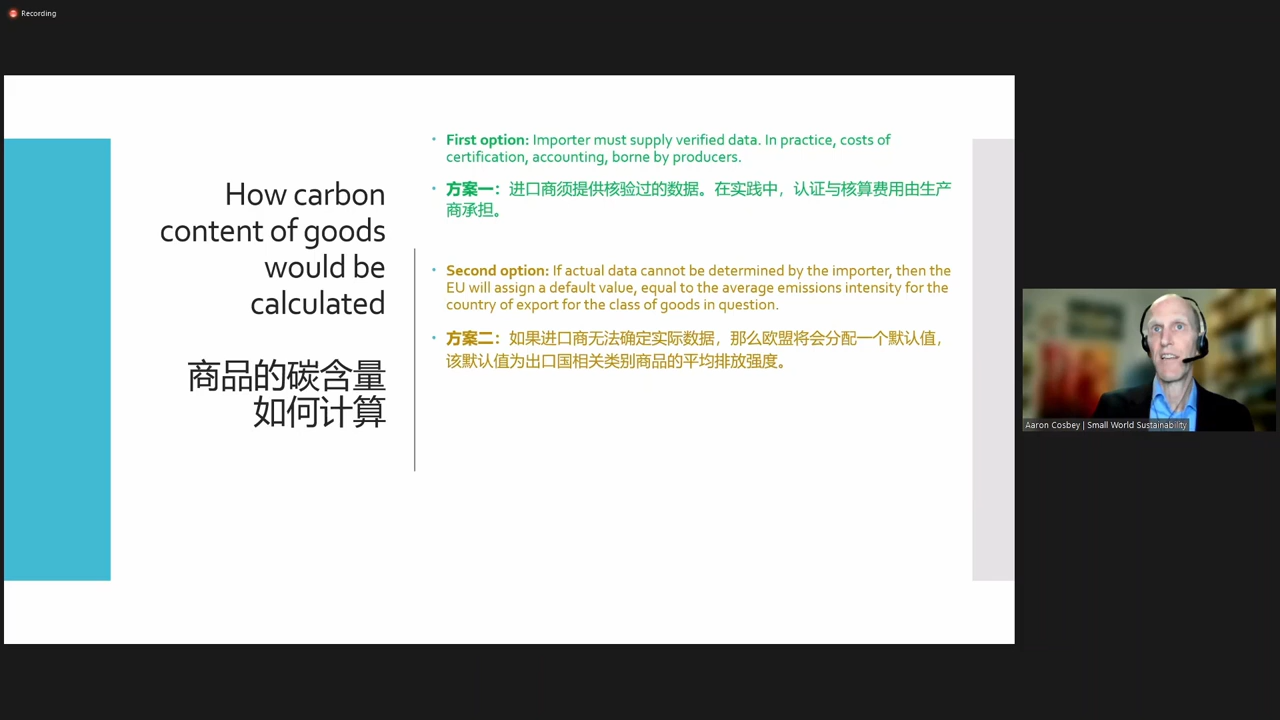 Recording
How carbon
content of goods
would be
calculated
商品的碳含量
如何计算
• First option: Importer must supply verified data. In practice, costs of
certification, accounting, borne by producers.
• 方案一：进口商须提供核验过的数据。在实践中，认证与核算费用由生产
商承担。
• Second option: If actual data cannot be determined by the importer, then the
EU will assign a default value, equal to the average emissions intensity for the
country of export for the class of goods in question.
• 方案二：如果进口商无法确定实际数据，那么欧盟将会分配一个默认值，
该默认值为出口国相关类别商品的平均排放强度。
Aaron Cosbey | Small World Sustainability